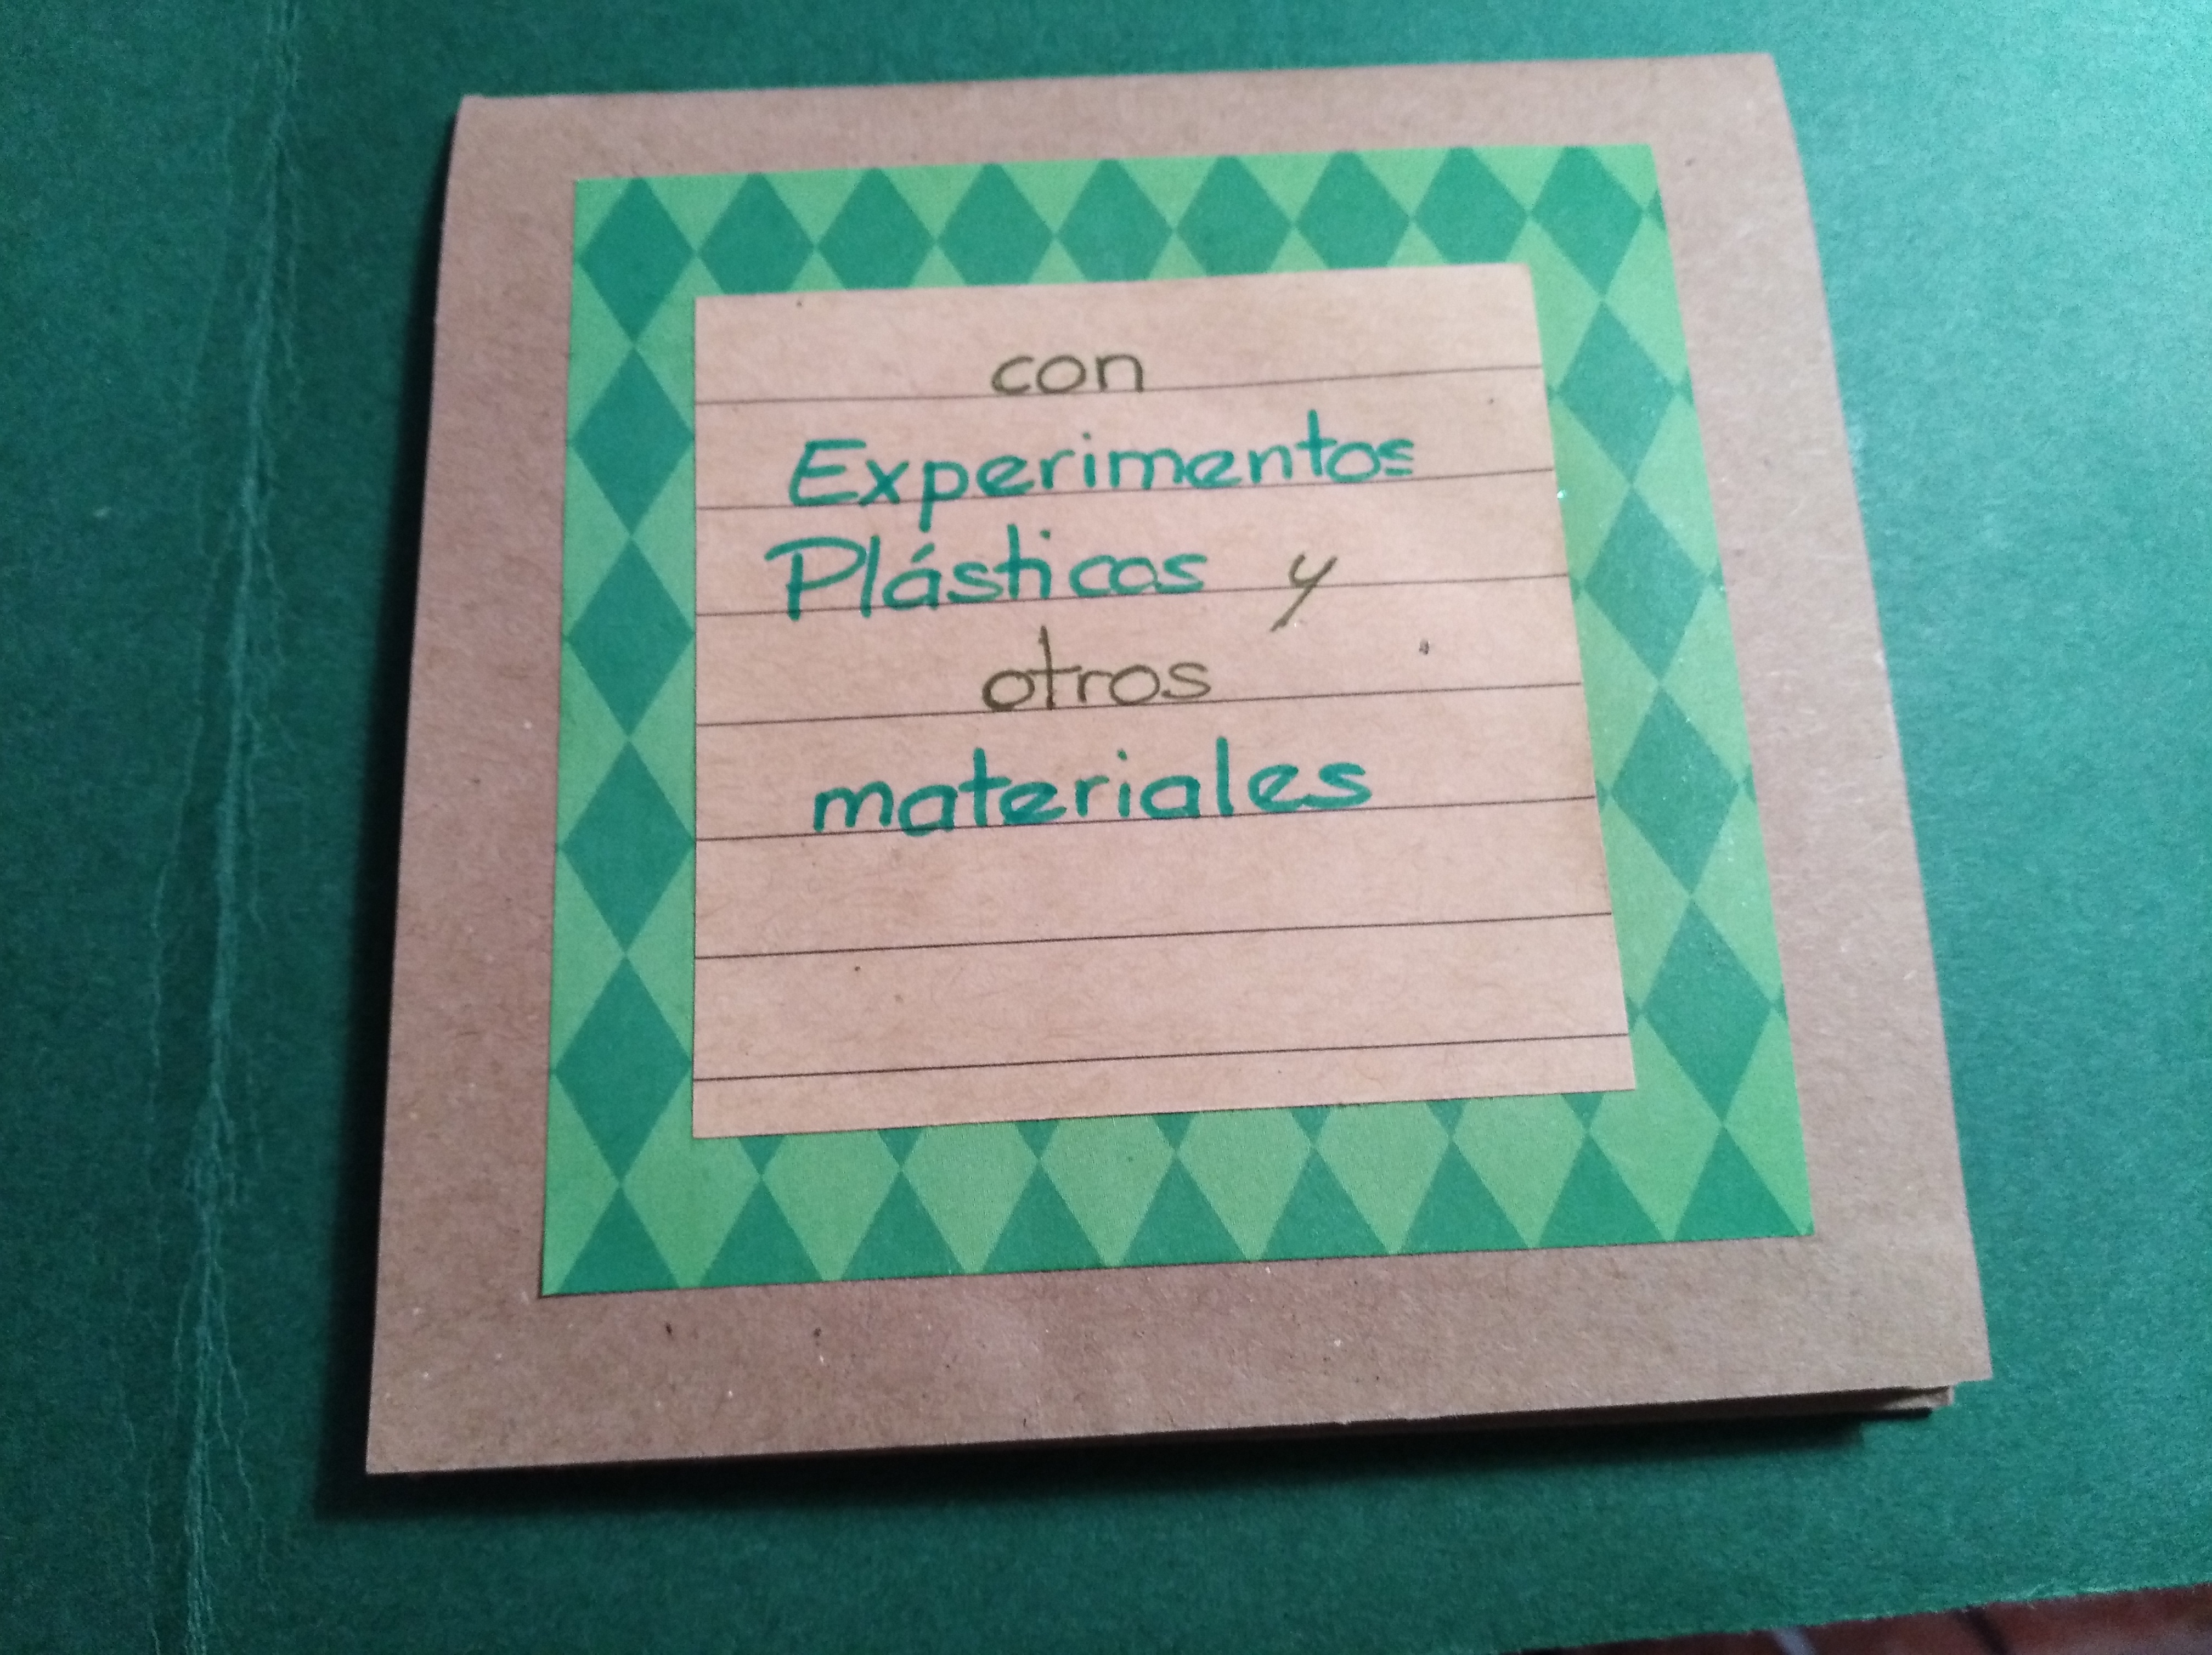 con
Experimentos
Plásticos y
otros
materiales